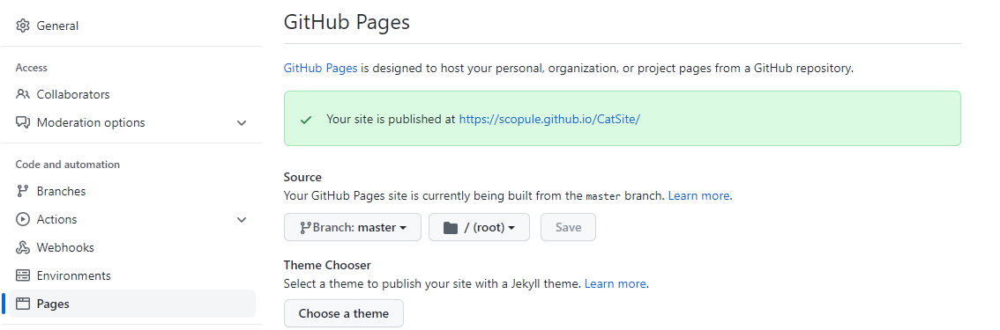 General
Access
Collaborators
Moderation options
Code and automation
Branches
Actions
Webhooks
Environments
Pages
GitHub Pages
GitHub Pages is designed to host your personal, organization, or project pages from a GitHub repository.
Your site is published at https://scopule.github.io/CatSite/
Source
Your GitHub Pages site is currently being built from the master branch. Learn more.
Branch: master / (root) Save
Theme Chooser
Select a theme to publish your site with a Jekyll theme. Learn more.
Choose a theme